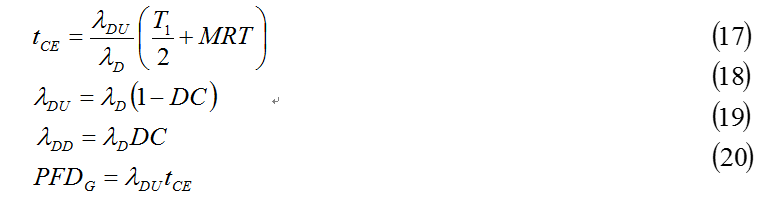 t_CE = λ_DU/λ_D (T_1/2 + MRT) (17)
λ_DU = λ_D(1 − DC) (18)
λ_DD = λ_D DC (19)
PFD_G = λ_DU t_CE (20)